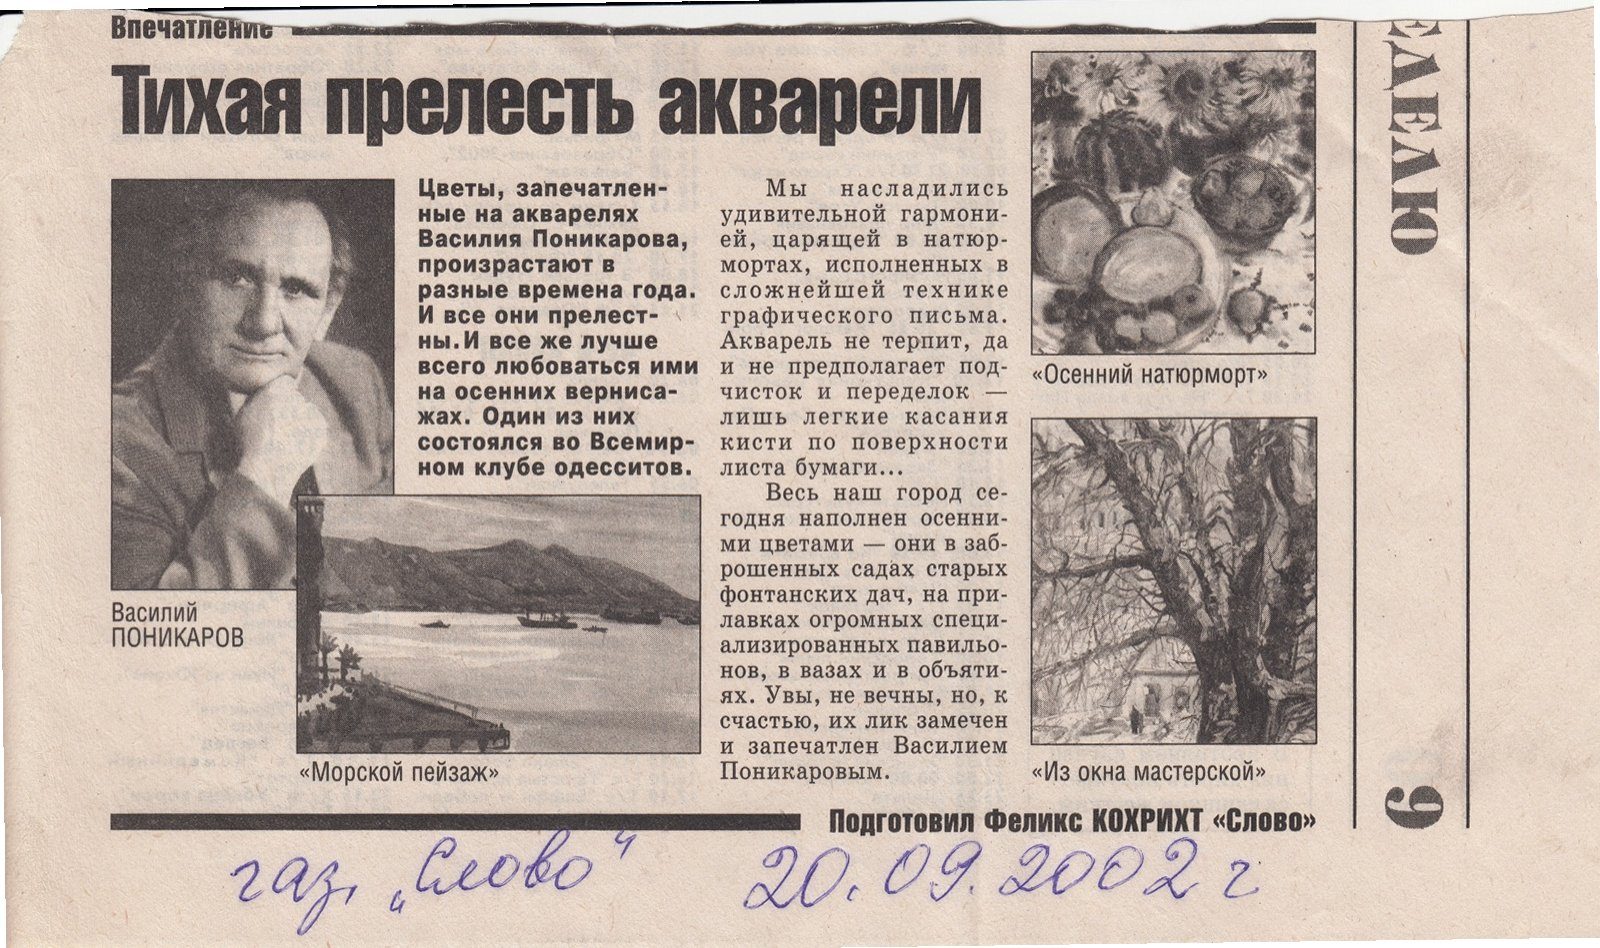 Впечатление
Тихая прелесть акварели
Цветы, запечатлен-
ные на акварелях
Василия Поникарова,
произрастают в
разные времена года.
И все они прелест-
ны.И все же лучше
всего любоваться ими
на осенних верниса-
жах. Один из них
состоялся во Всемир-
ном клубе одесситов.
Василий
ПОНИКАРОВ
«Морской пейзаж»
Мы насладились
удивительной гармони-
ей, царящей в натюр-
мортах, исполненных в
сложнейшей технике
графического письма.
Акварель не терпит, да
и не предполагает под-
чисток и переделок —
лишь легкие касания
кисти по поверхности
листа бумаги...
Весь наш город се-
годня наполнен осенни-
ми цветами — они в заб-
рошенных садах старых
фонтанских дач, на при-
лавках огромных специ-
ализированных павильо-
нов, в вазах и в объяти-
ях. Увы, не вечны, но, к
счастью, их лик замечен
и запечатлен Василием
Поникаровым.
«Осенний натюрморт»
«Из окна мастерской»
Подготовил Феликс КОХРИХТ «Слово»
ЕДЕЛЮ
9
газ. „Слово“ 20.09.2002 г